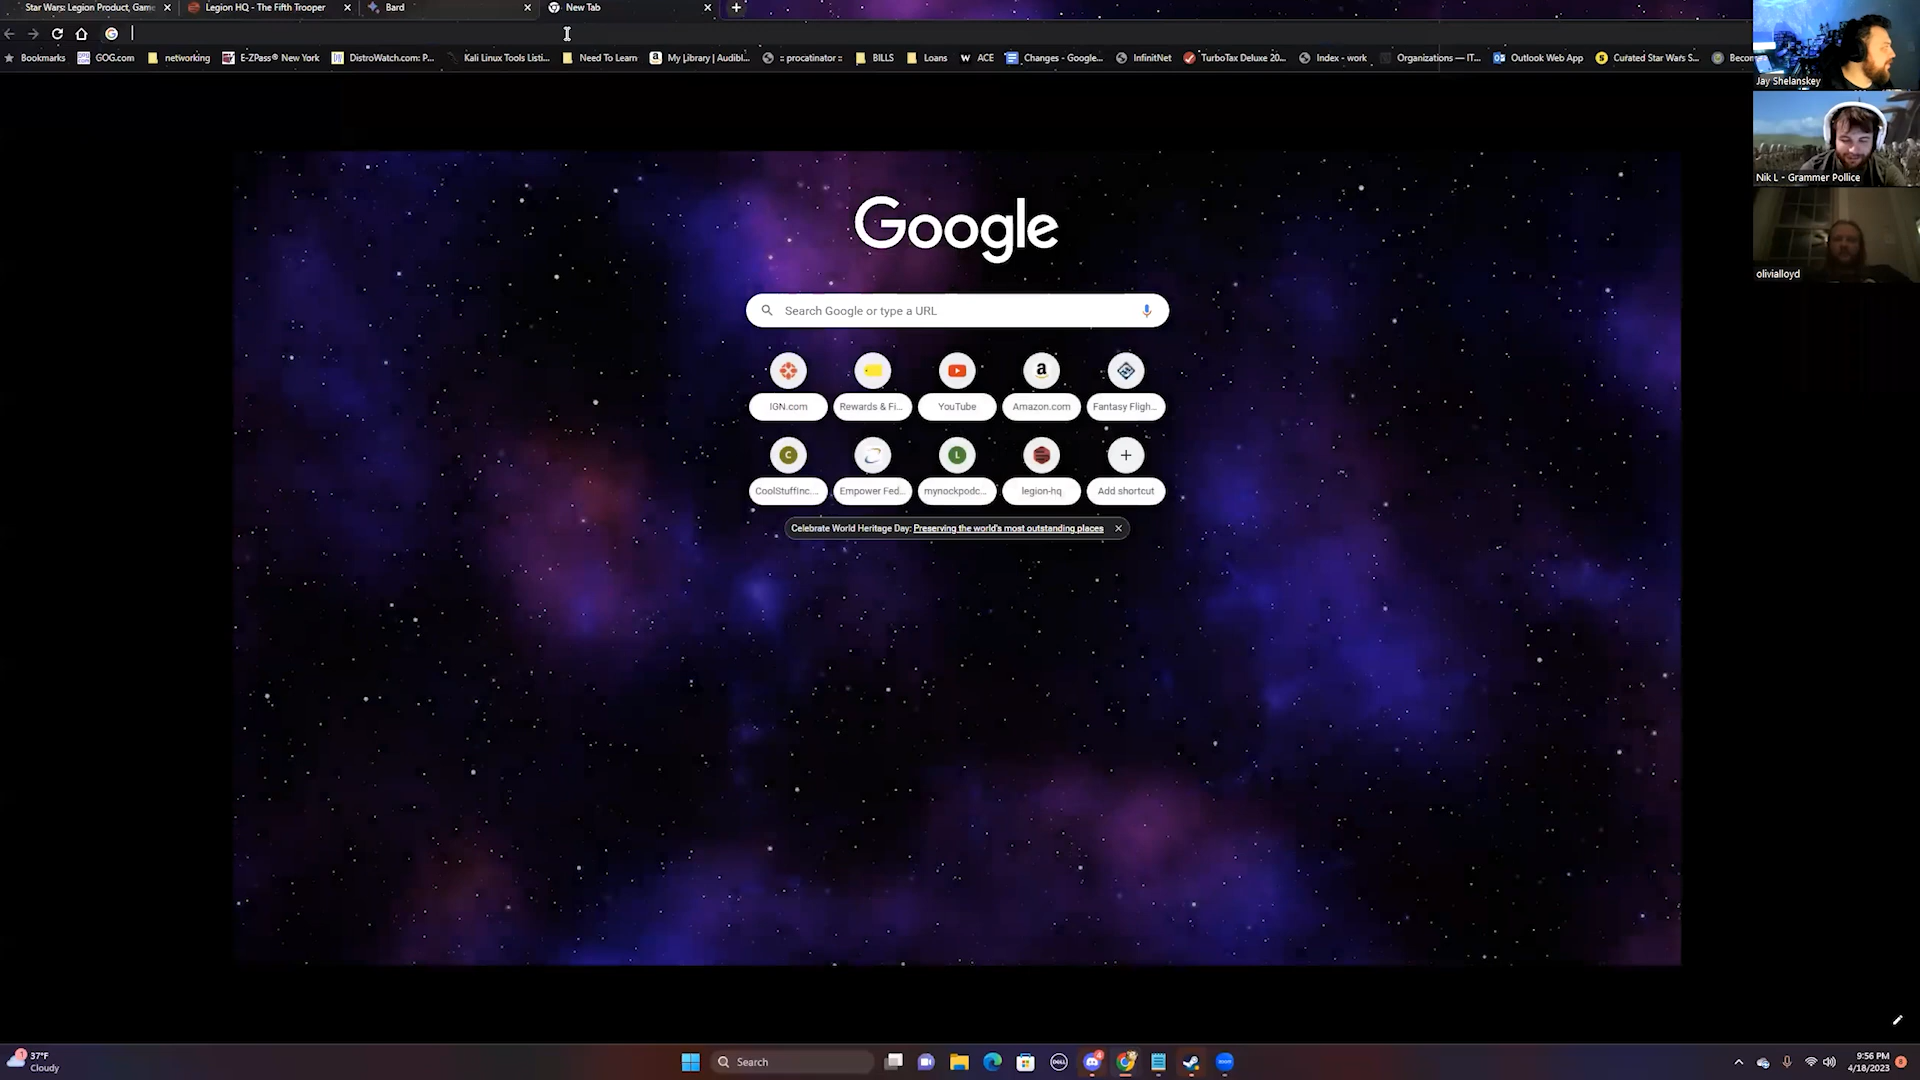 Star Wars: Legion Product, Game
Legion HQ - The Fifth Trooper
Bard
New Tab
Bookmarks
GOG.com
networking
E-ZPass® New York
DistroWatch.com: P...
Kali Linux Tools Listi...
Need To Learn
My Library | Audibl...
:: procatinator ::
BILLS
Loans
W ACE
Changes - Google...
InfinitNet
TurboTax Deluxe 20...
Index - work
Organizations — IT...
Outlook Web App
Curated Star Wars S...
Jay Shelanskey
Nik L - Grammer Pollice
olivialloyd
Google
Search Google or type a URL
IGN.com
Rewards & Fi...
YouTube
a
Amazon.com
Fantasy Fligh...
C
CoolStuffInc....
Empower Fed...
L
mynockpodc...
legion-hq
Add shortcut
Celebrate World Heritage Day: Preserving the world's most outstanding places
37°F
Cloudy
Search
DELL
9:56 PM
4/18/2023